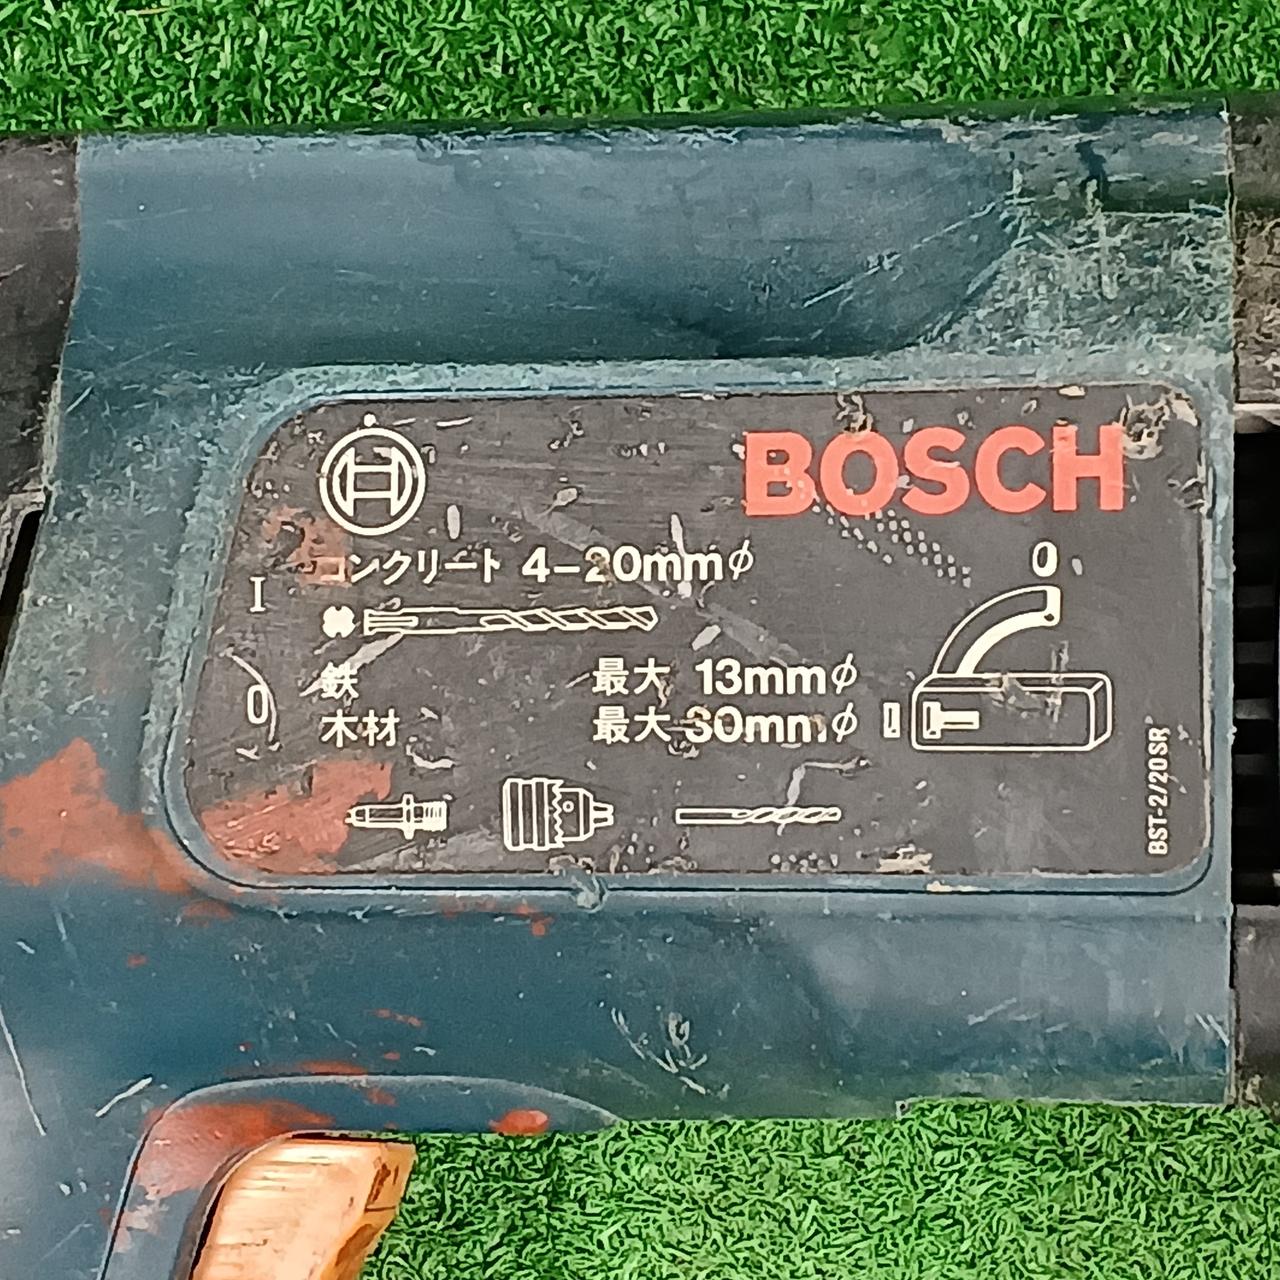 BOSCH
コンクリート 4-20mmφ
I
鉄 最大 13mmφ
木材 最大 30mmφ
0
0
BST-2/20SR